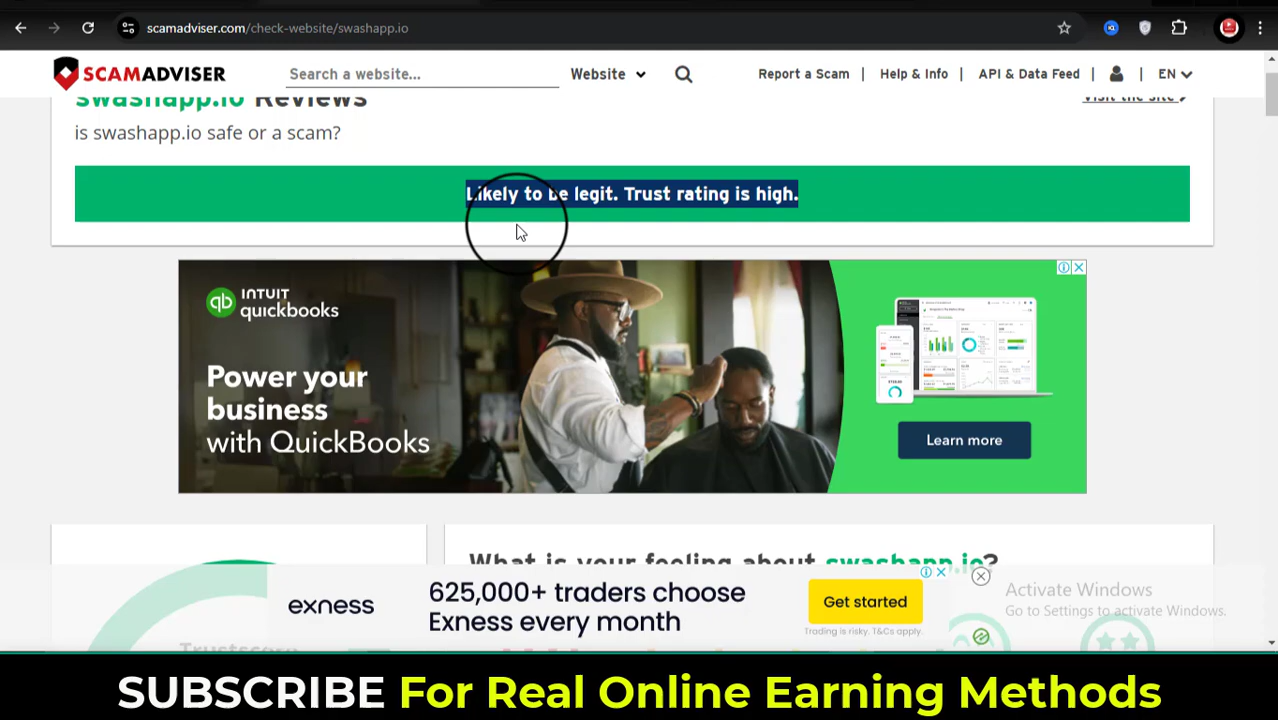 scamadviser.com/check-website/swashapp.io
SCAMADVISER
Search a website...
Website
Report a Scam
Help & Info
API & Data Feed
EN
swashapp.io Reviews
Visit the site
is swashapp.io safe or a scam?
Likely to be legit. Trust rating is high.
INTUIT
quickbooks
Power your
business
with QuickBooks
Learn more
What is your feeling about swashapp.io?
exness
625,000+ traders choose
Exness every month
Get started
Trading is risky. T&Cs apply.
Activate Windows
Go to Settings to activate Windows.
Trustscore
SUBSCRIBE For Real Online Earning Methods